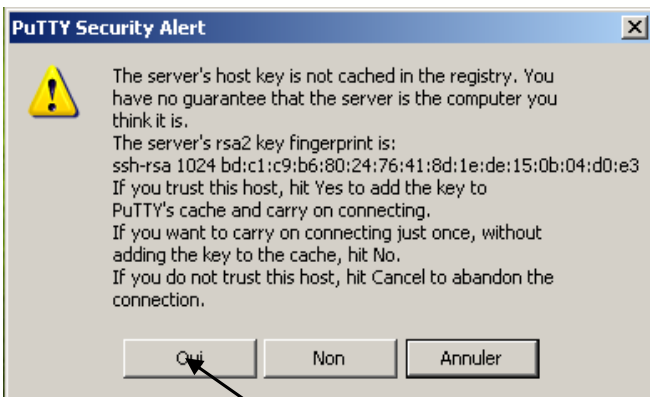 PuTTY Security Alert
The server's host key is not cached in the registry. You
have no guarantee that the server is the computer you
think it is.
The server's rsa2 key fingerprint is:
ssh-rsa 1024 bd:c1:c9:b6:80:24:76:41:8d:1e:de:15:0b:04:d0:e3
If you trust this host, hit Yes to add the key to
PuTTY's cache and carry on connecting.
If you want to carry on connecting just once, without
adding the key to the cache, hit No.
If you do not trust this host, hit Cancel to abandon the
connection.
Oui Non Annuler